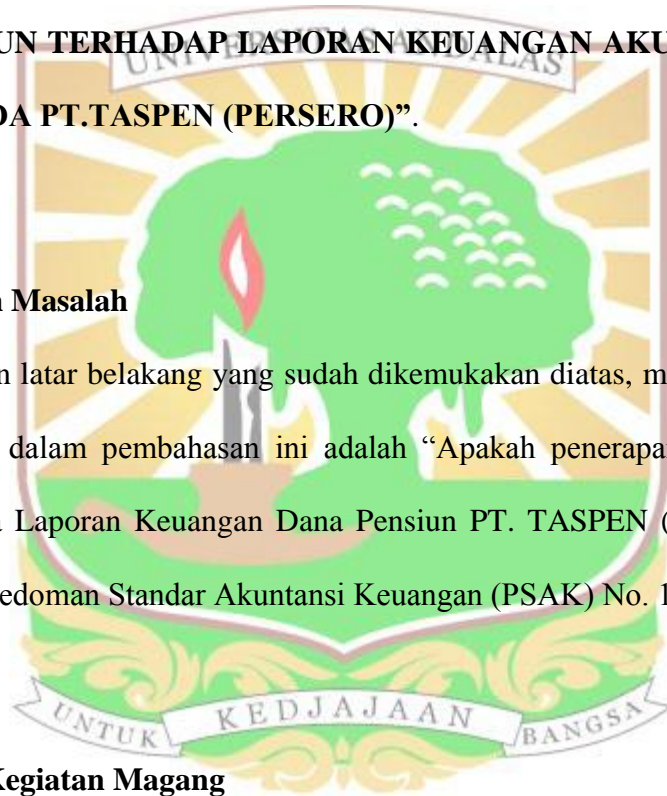 UN TERHADAP LAPORAN KEUANGAN AKU
UNIVERSITAS ANDALAS
DA PT.TASPEN (PERSERO)”.
Masalah
n latar belakang yang sudah dikemukakan diatas, m
dalam pembahasan ini adalah “Apakah penerapa
Laporan Keuangan Dana Pensiun PT. TASPEN (
edoman Standar Akuntansi Keuangan (PSAK) No. 1
UNTUK KEDJAJAAN BANGSA
Kegiatan Magang